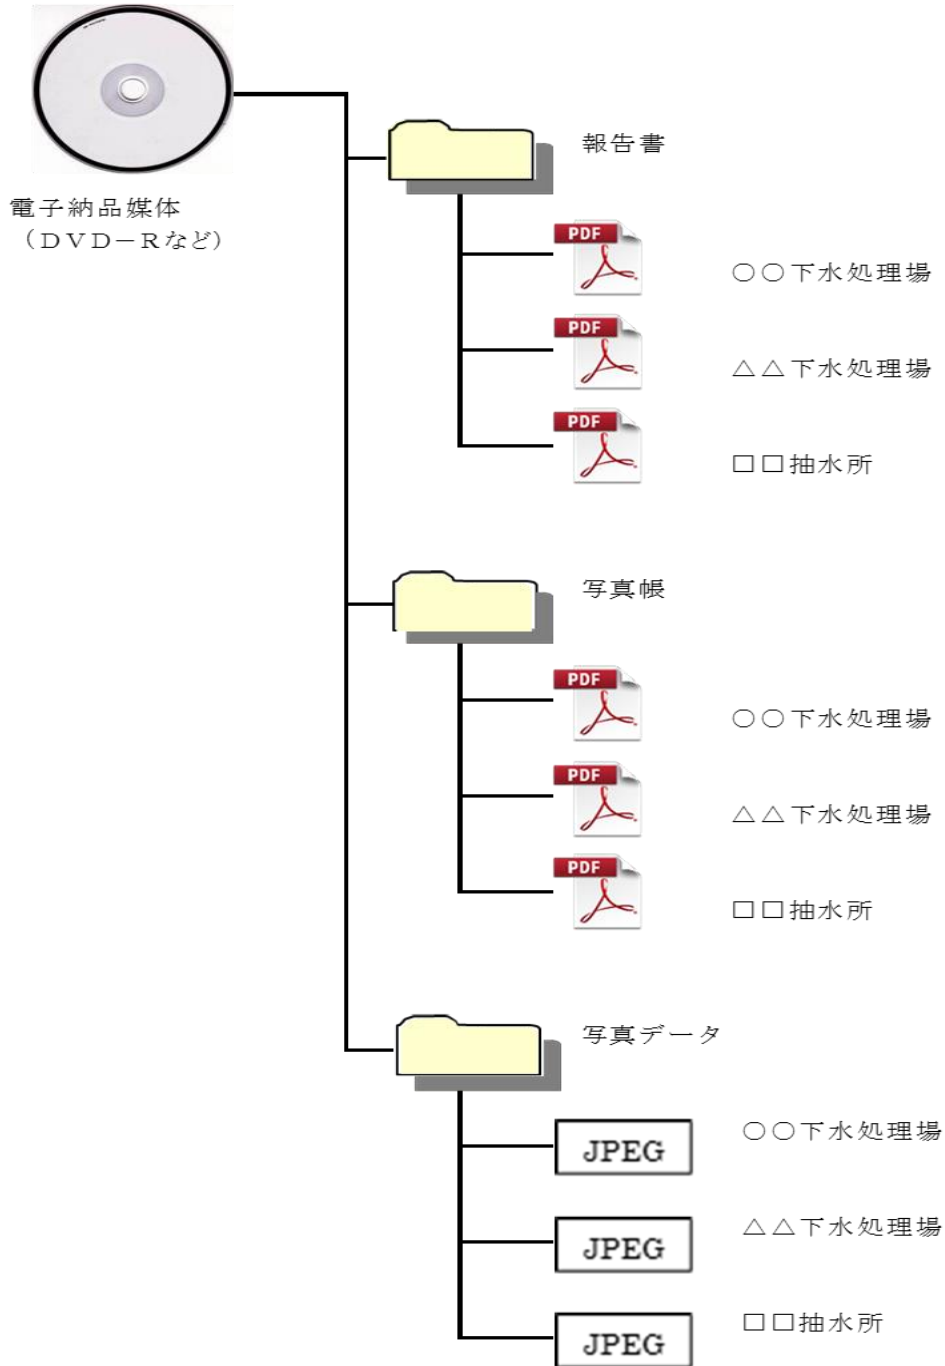 電子納品媒体
（ＤＶＤ－Ｒなど）
報告書
PDF
○○下水処理場
PDF
△△下水処理場
PDF
□□抽水所
写真帳
PDF
○○下水処理場
PDF
△△下水処理場
PDF
□□抽水所
写真データ
JPEG
○○下水処理場
JPEG
△△下水処理場
JPEG
□□抽水所